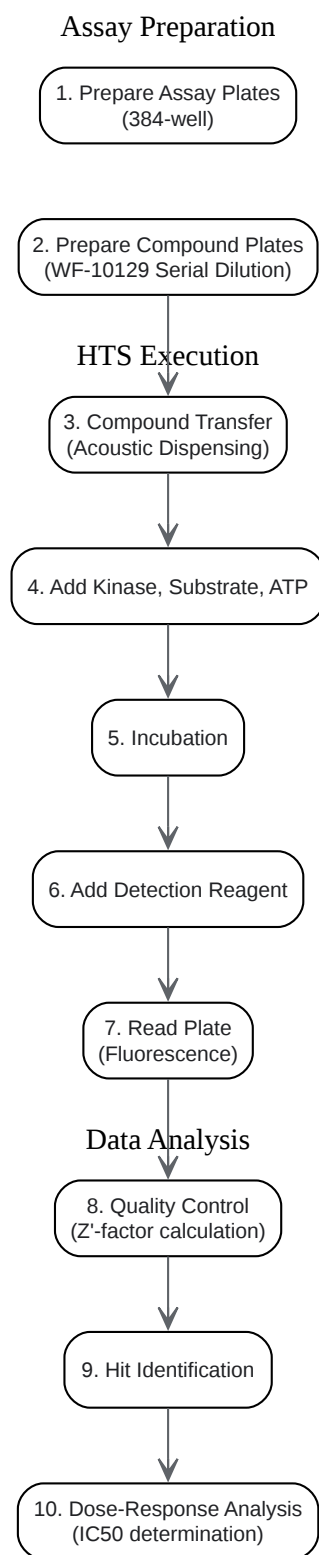 Assay Preparation
1. Prepare Assay Plates
(384-well)
2. Prepare Compound Plates
(WF-10129 Serial Dilution)
HTS Execution
3. Compound Transfer
(Acoustic Dispensing)
4. Add Kinase, Substrate, ATP
5. Incubation
6. Add Detection Reagent
7. Read Plate
(Fluorescence)
Data Analysis
8. Quality Control
(Z'-factor calculation)
9. Hit Identification
10. Dose-Response Analysis
(IC50 determination)